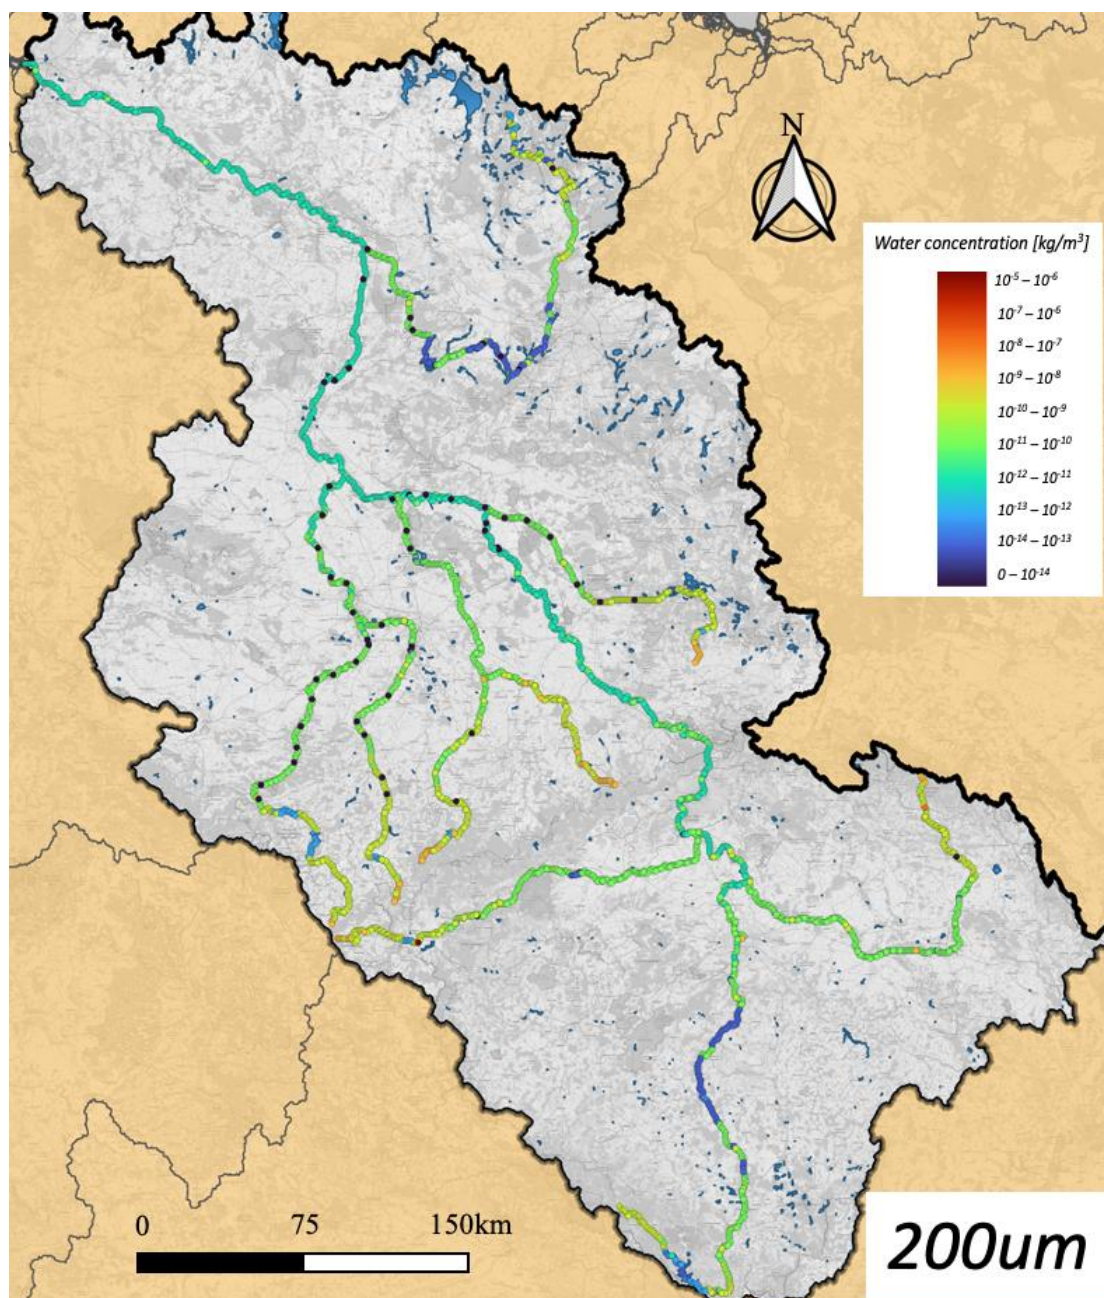 N
Water concentration [kg/m³]
10⁻⁵ – 10⁻⁶
10⁻⁷ – 10⁻⁶
10⁻⁸ – 10⁻⁷
10⁻⁹ – 10⁻⁸
10⁻¹⁰ – 10⁻⁹
10⁻¹¹ – 10⁻¹⁰
10⁻¹² – 10⁻¹¹
10⁻¹³ – 10⁻¹²
10⁻¹⁴ – 10⁻¹³
0 – 10⁻¹⁴
0 75 150km
200um